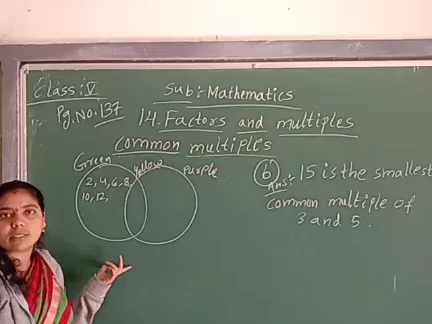 Class: V
Sub: Mathematics
Pg. No. 137
14. Factors and multiples
common multiples
Green
Yellow
purple
2, 4, 6, 8,
10, 12,
(b) : 15 is the smallest
Ans:
common multiple of
3 and 5.